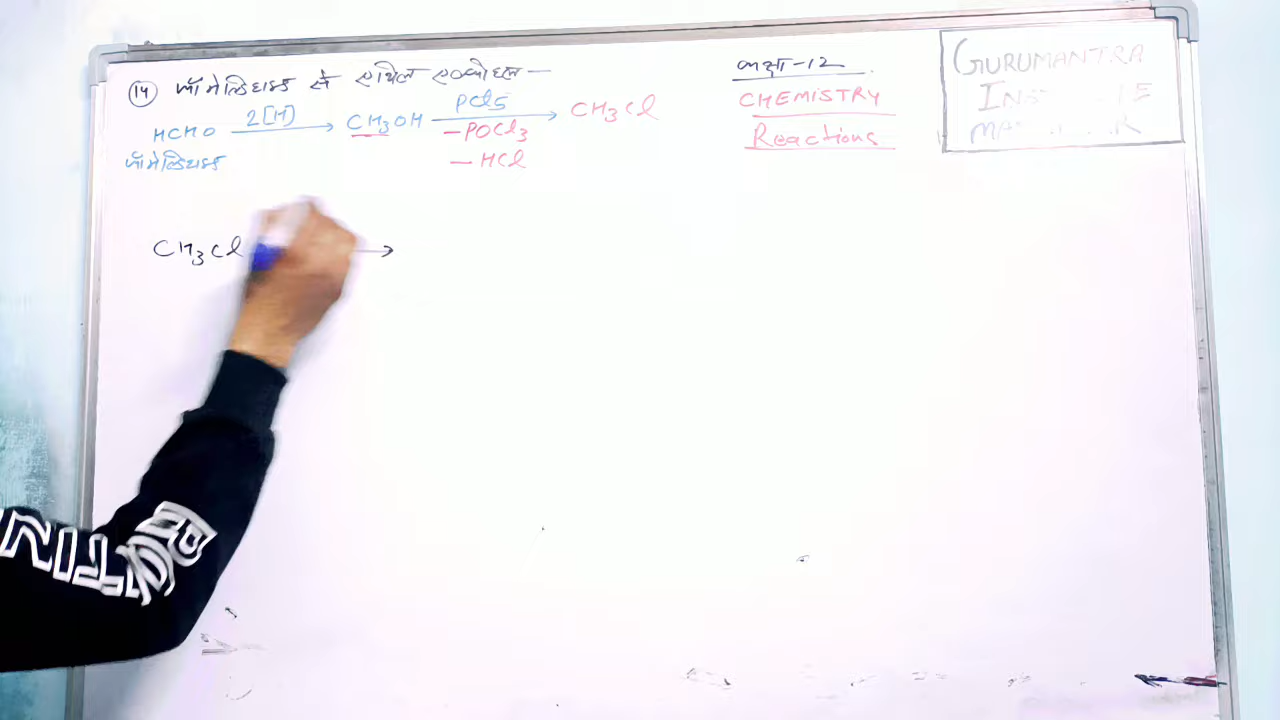 (14) फॉर्मेल्डिहाइड से एथिल एल्कोहल —
HCHO 2[H] → CH3OH PCl5 → CH3Cl
—POCl3
फॉर्मेल्डिहाइड — HCl
CH3Cl →
कक्षा-12
CHEMISTRY
Reactions
GURUMANTRA